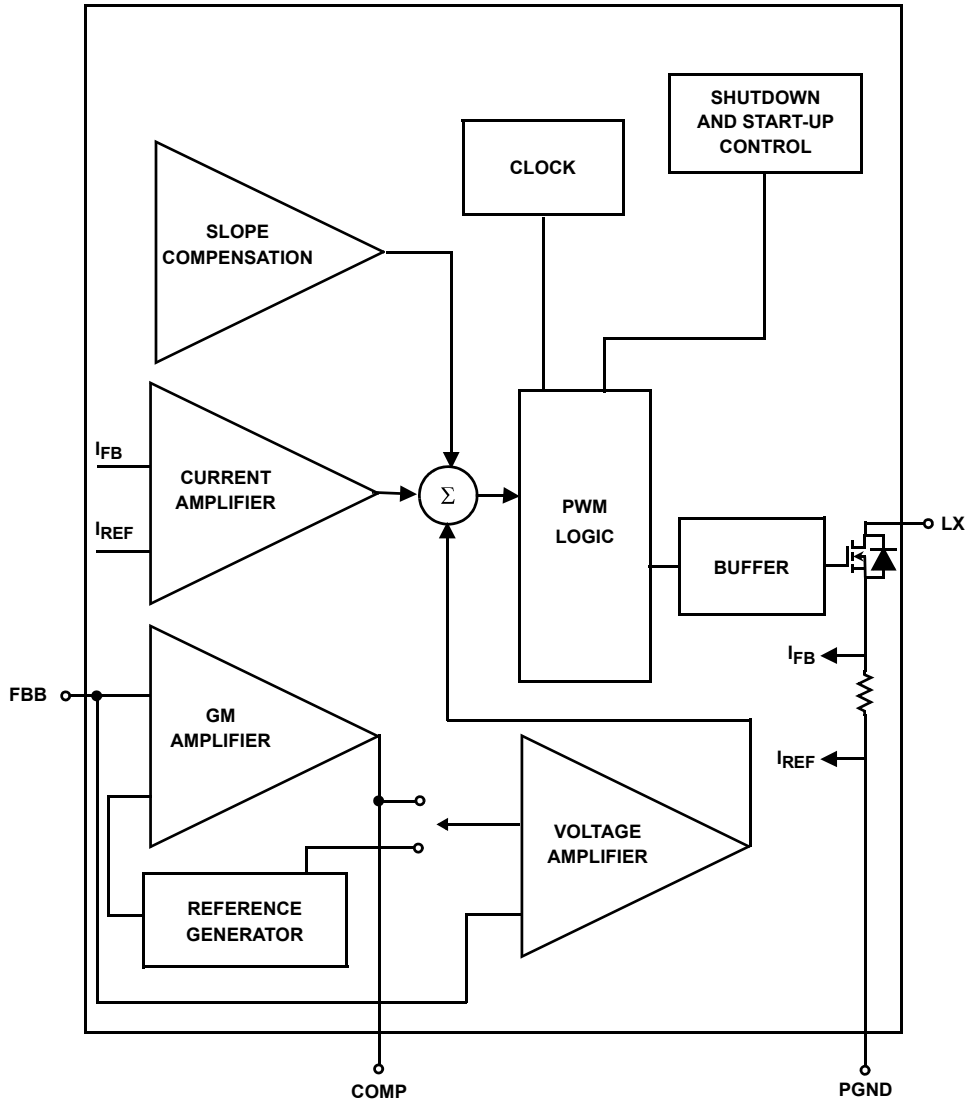 SHUTDOWN
AND START-UP
CONTROL
CLOCK
SLOPE
COMPENSATION
IFB
CURRENT
AMPLIFIER
IREF
Σ
PWM
LOGIC
LX
BUFFER
IFB
FBB
GM
AMPLIFIER
IREF
VOLTAGE
AMPLIFIER
REFERENCE
GENERATOR
COMP
PGND